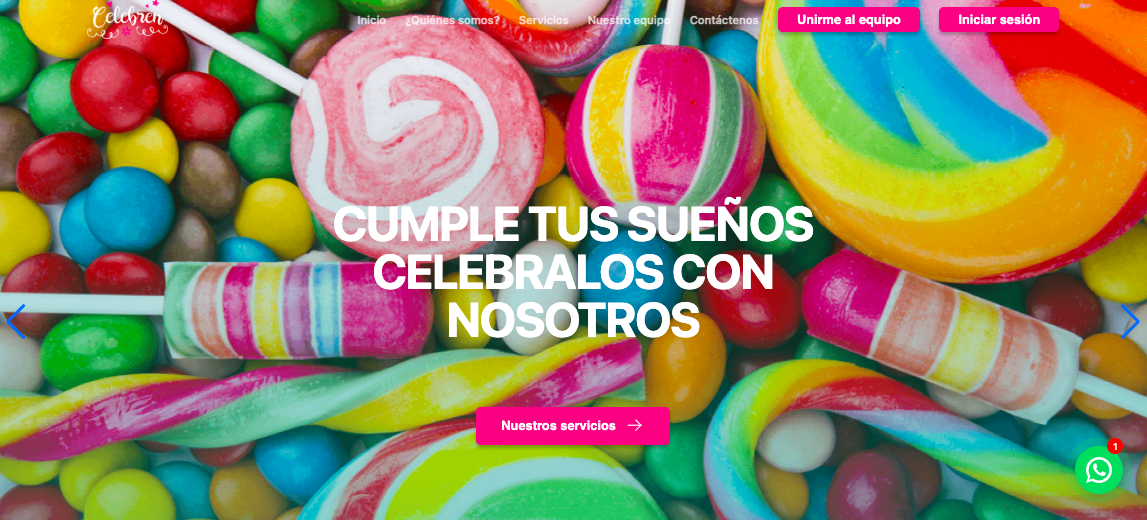 Celebren
Inicio
¿Quiénes somos?
Servicios
Nuestro equipo
Contáctenos
Unirme al equipo
Iniciar sesión
CUMPLE TUS SUEÑOS
CELEBRALOS CON
NOSOTROS
Nuestros servicios
1